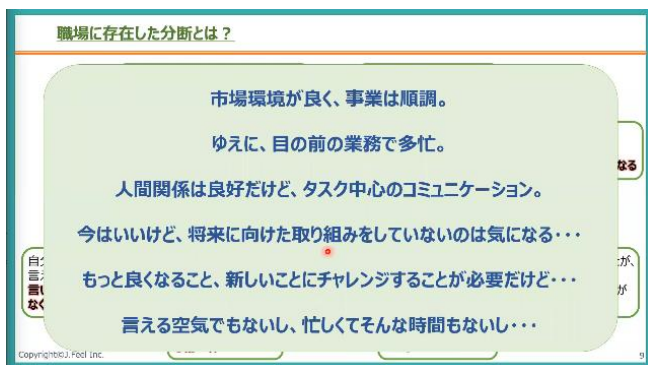 職場に存在した分断とは？
市場環境が良く、事業は順調。
ゆえに、目の前の業務で多忙。
なる
人間関係は良好だけど、タスク中心のコミュニケーション。
今はいいけど、将来に向けた取り組みをしていないのは気になる・・・
もっと良くなること、新しいことにチャレンジすることが必要だけど・・・
言える空気でもないし、忙しくてそんな時間もないし・・・
が、
が
言い
なく
Copyright©J.Feel Inc.
9